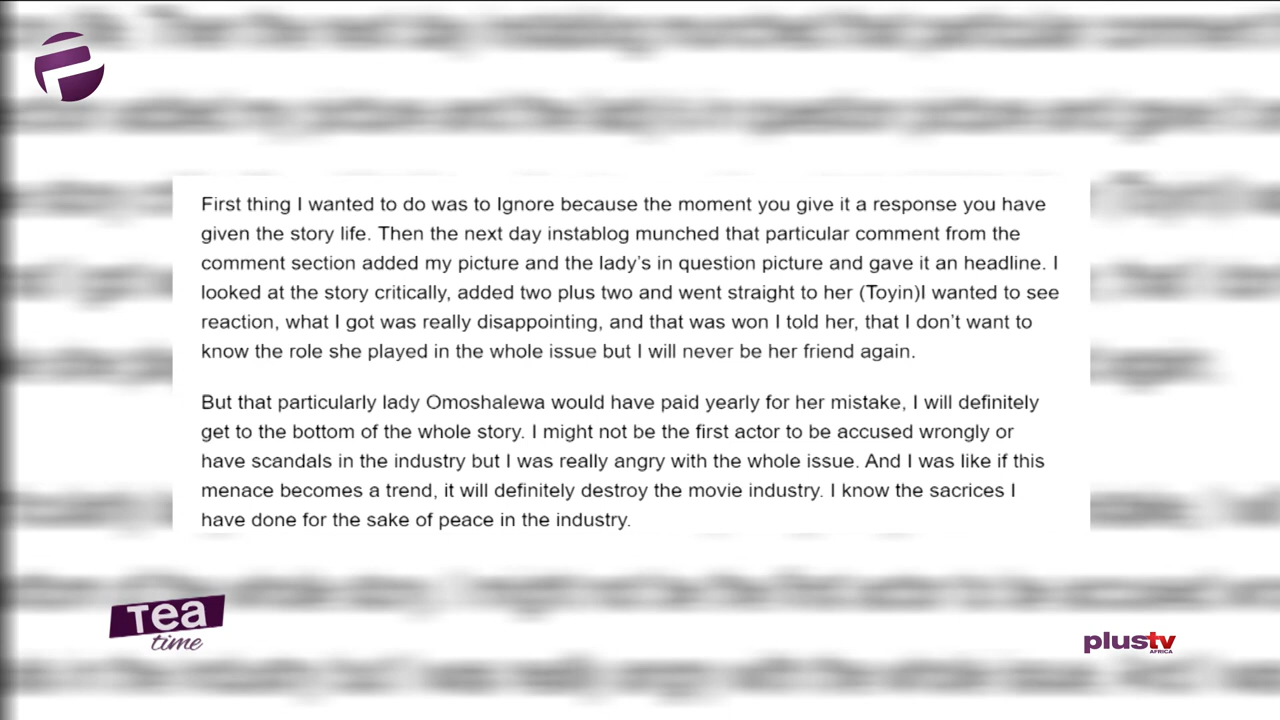 First thing I wanted to do was to Ignore because the moment you give it a response you have
given the story life. Then the next day instablog munched that particular comment from the
comment section added my picture and the lady's in question picture and gave it an headline. I
looked at the story critically, added two plus two and went straight to her (Toyin)I wanted to see
reaction, what I got was really disappointing, and that was won I told her, that I don't want to
know the role she played in the whole issue but I will never be her friend again.
But that particularly lady Omoshalewa would have paid yearly for her mistake, I will definitely
get to the bottom of the whole story. I might not be the first actor to be accused wrongly or
have scandals in the industry but I was really angry with the whole issue. And I was like if this
menace becomes a trend, it will definitely destroy the movie industry. I know the sacrices I
have done for the sake of peace in the industry.
Tea
time
plustv
AFRICA